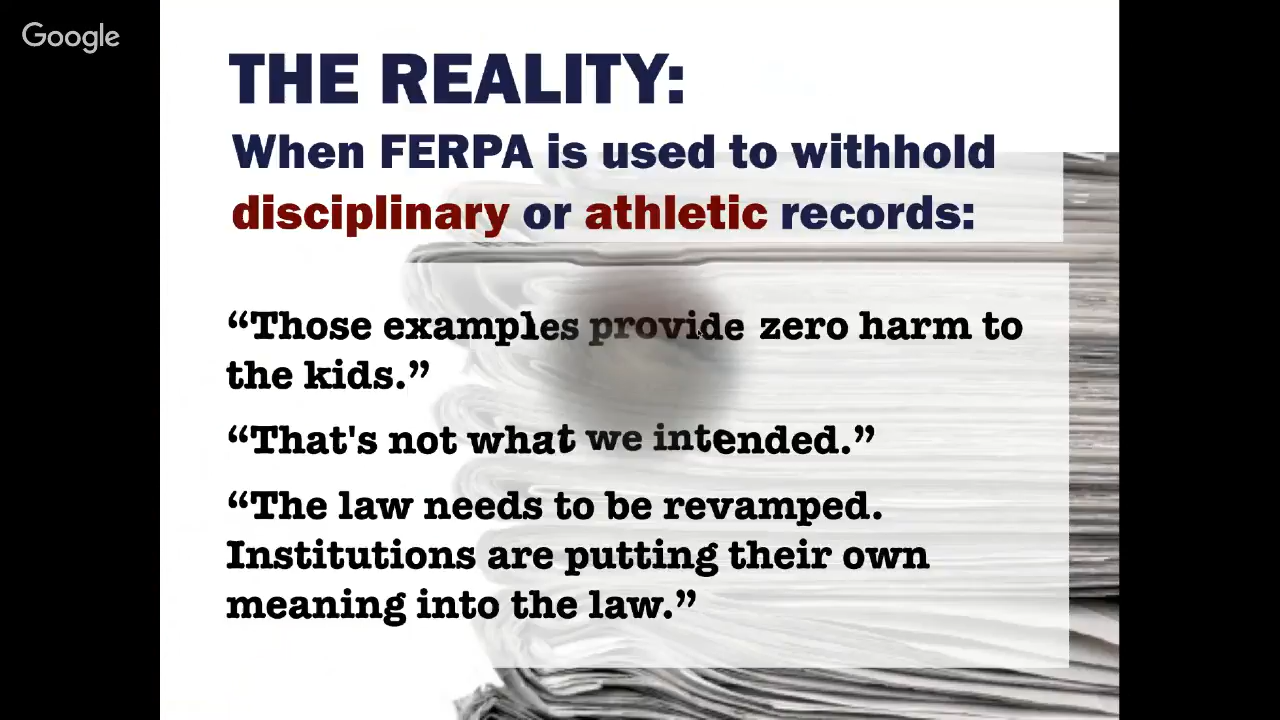 Google
THE REALITY:
When FERPA is used to withhold
disciplinary or athletic records:
“Those examples provide zero harm to
the kids.”
“That's not what we intended.”
“The law needs to be revamped.
Institutions are putting their own
meaning into the law.”